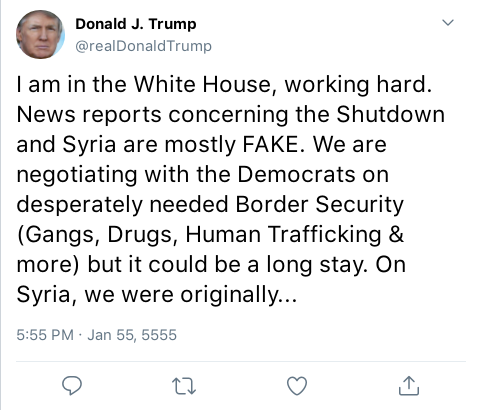 Donald J. Trump
@realDonaldTrump
I am in the White House, working hard.
News reports concerning the Shutdown
and Syria are mostly FAKE. We are
negotiating with the Democrats on
desperately needed Border Security
(Gangs, Drugs, Human Trafficking &
more) but it could be a long stay. On
Syria, we were originally...
5:55 PM · Jan 55, 5555